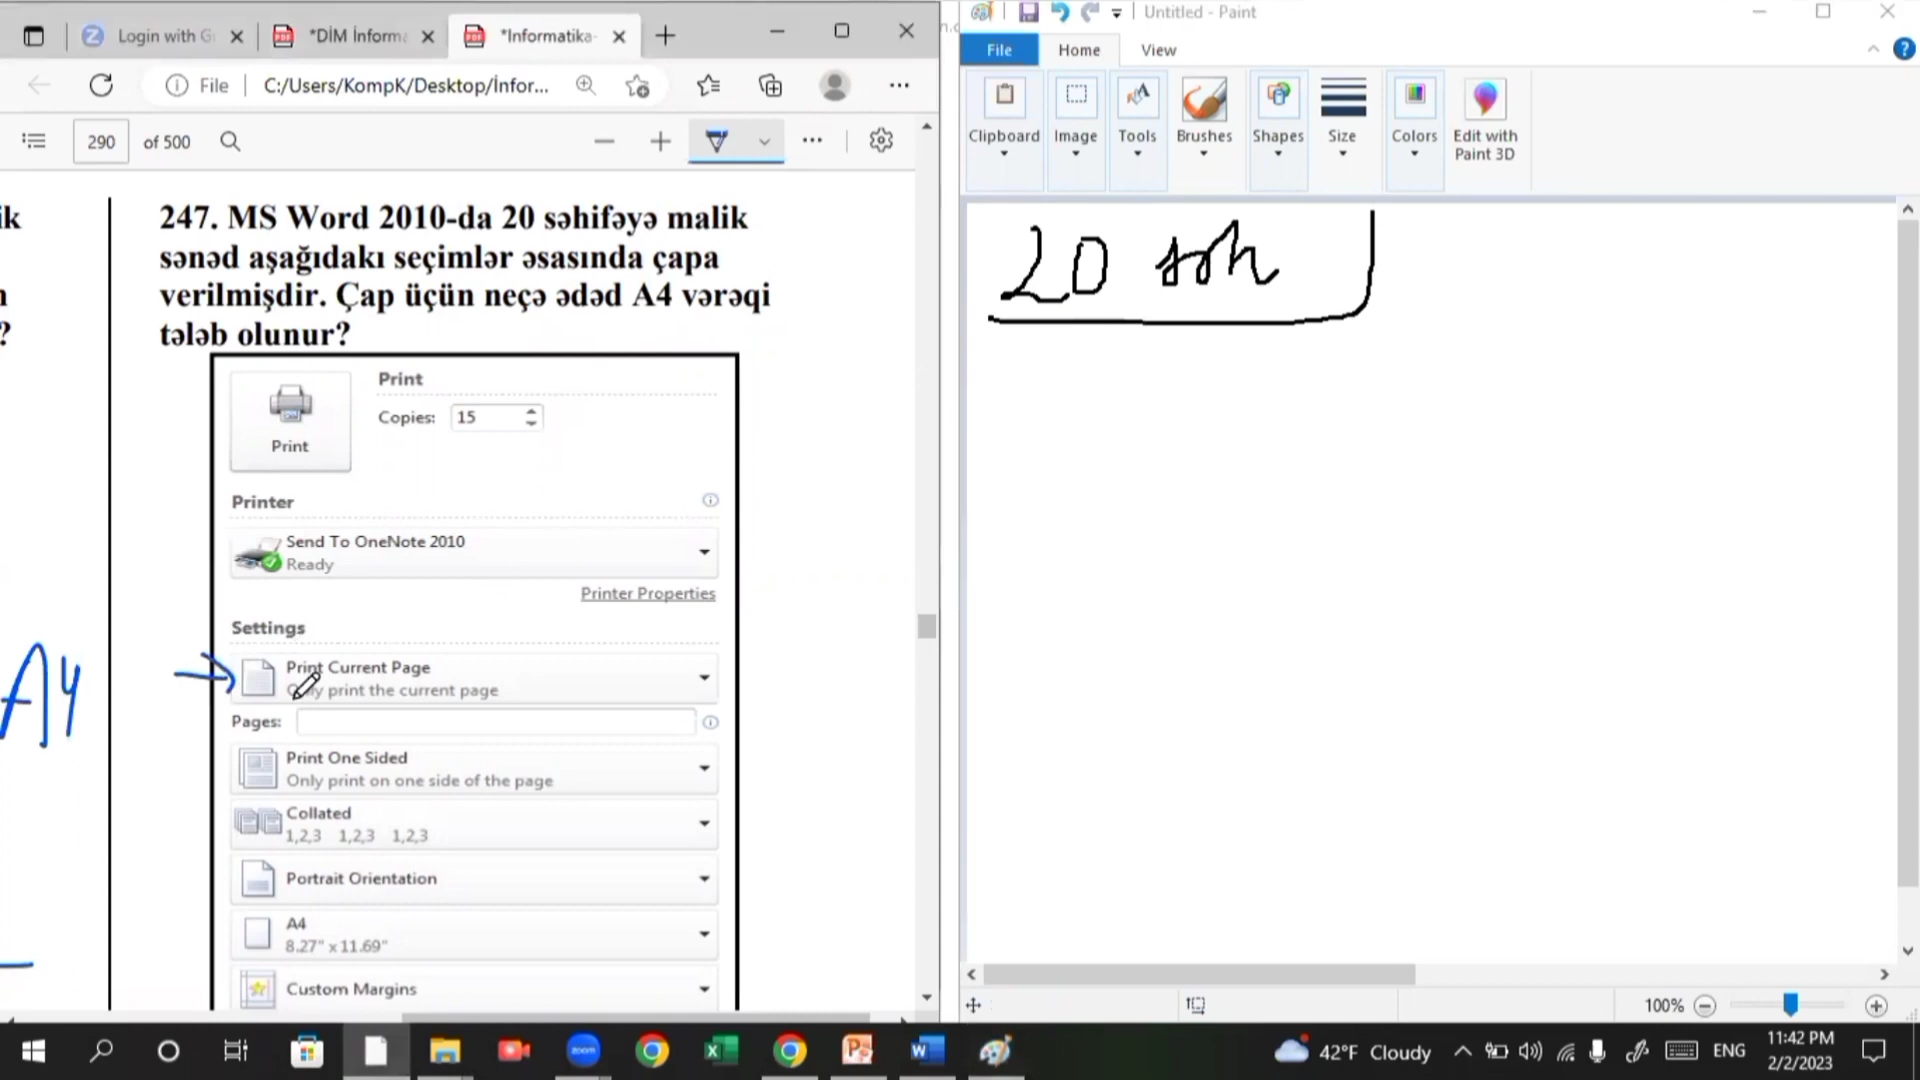 Login with G
*DİM İnforma
*Informatika-
Untitled - Paint
File
Home
View
File
C:/Users/KompK/Desktop/İnfor...
290
of 500
Clipboard
Image
Tools
Brushes
Shapes
Size
Colors
Edit with
Paint 3D
ik
?
A4
247. MS Word 2010-da 20 səhifəyə malik
sənəd aşağıdakı seçimlər əsasında çapa
verilmişdir. Çap üçün neçə ədəd A4 vərəqi
tələb olunur?
Print
Print
Copies: 15
Printer
Send To OneNote 2010
Ready
Printer Properties
Settings
Print Current Page
Only print the current page
Pages:
Print One Sided
Only print on one side of the page
Collated
1,2,3 1,2,3 1,2,3
Portrait Orientation
A4
8.27" x 11.69"
Custom Margins
20 səh
100%
42°F Cloudy
ENG
11:42 PM
2/2/2023